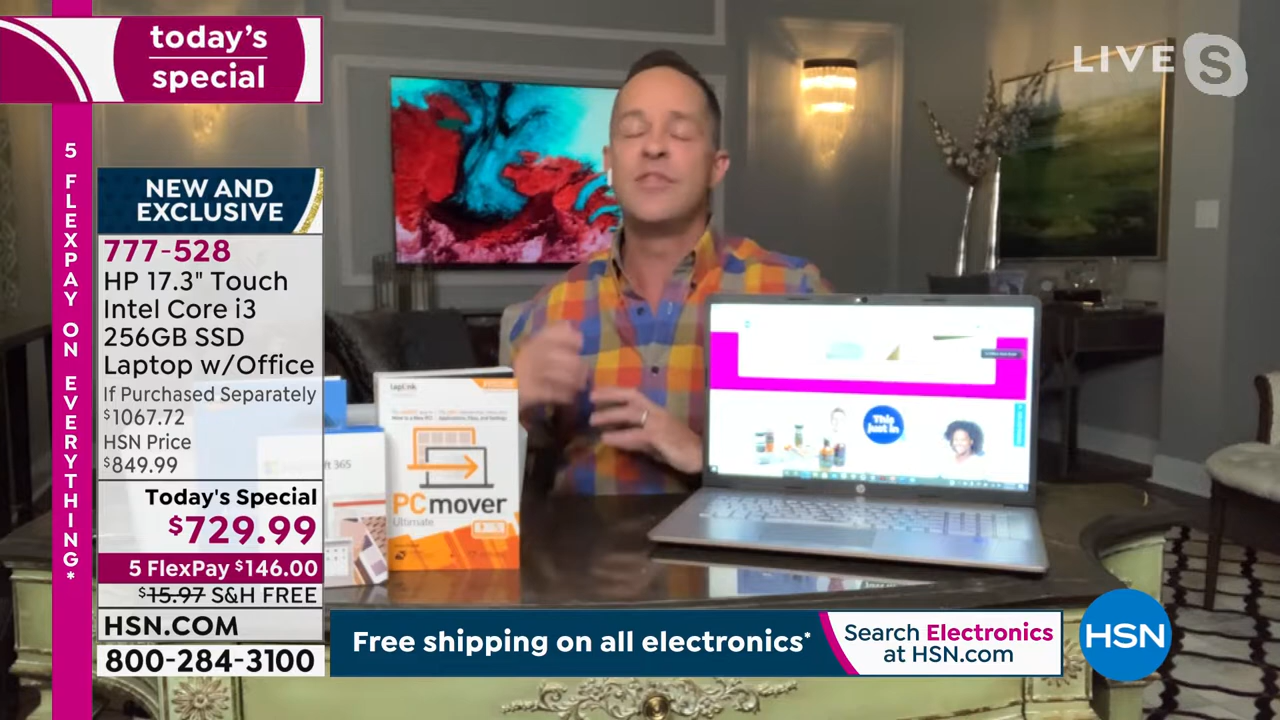 today's
special
LIVE S
5 FLEXPAY ON EVERYTHING*
NEW AND
EXCLUSIVE
777-528
HP 17.3" Touch
Intel Core i3
256GB SSD
Laptop w/Office
If Purchased Separately
$1067.72
HSN Price
$849.99
Today's Special
$729.99
5 FlexPay $146.00
$15.97 S&H FREE
HSN.COM
800-284-3100
365
laplink
PCmover
Ultimate
This
just in
hp
Free shipping on all electronics*
Search Electronics
at HSN.com
HSN